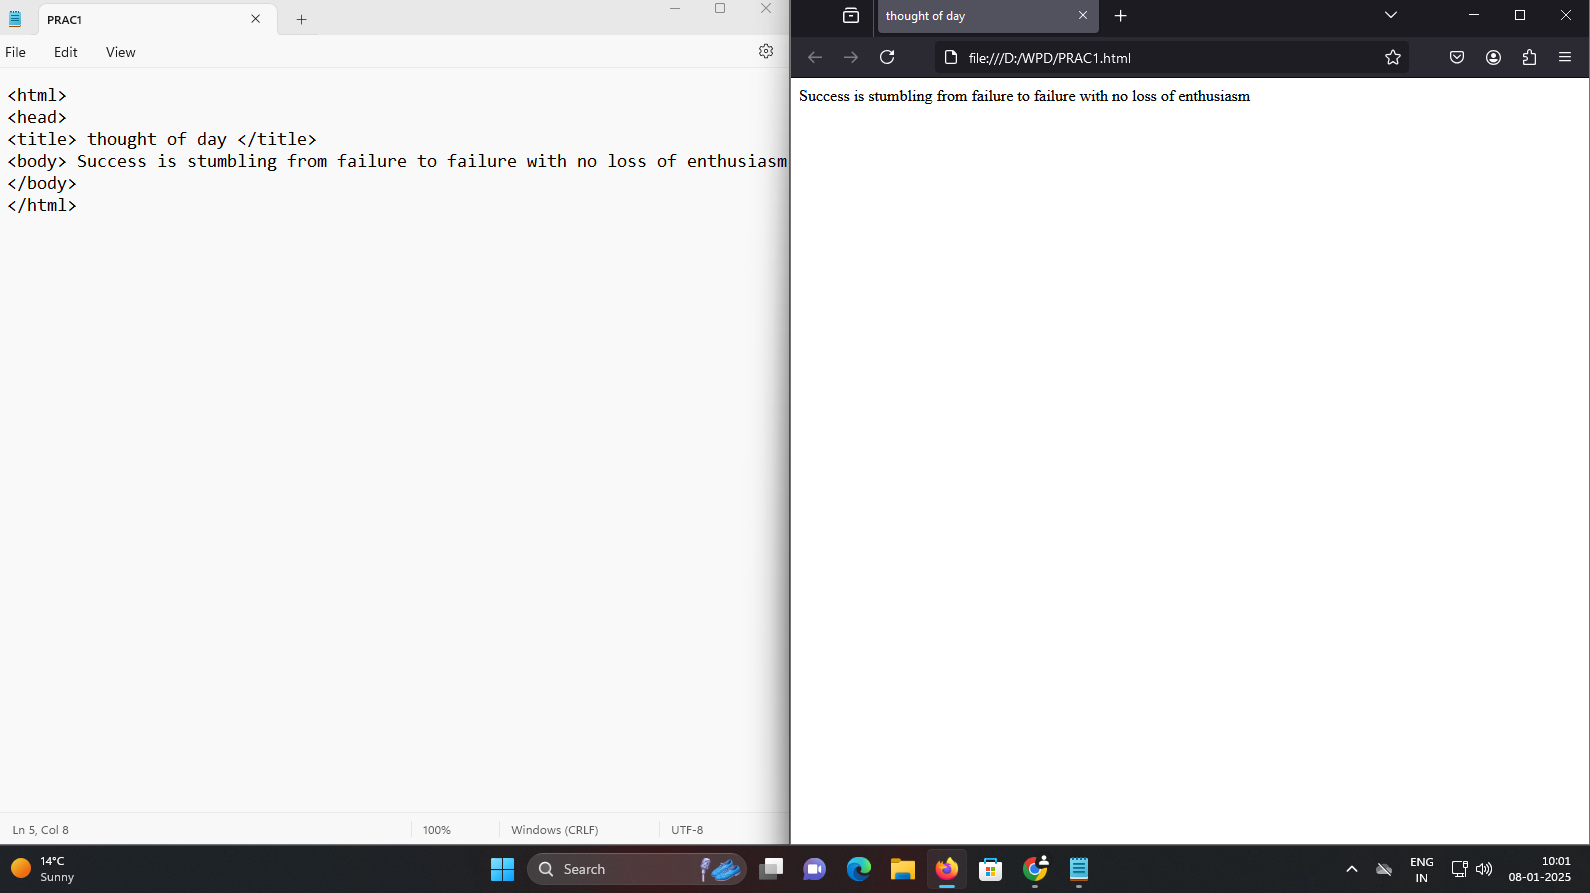 PRAC1
File Edit View
<html>
<head>
<title> thought of day </title>
<body> Success is stumbling from failure to failure with no loss of enthusiasm
</body>
</html>
Ln 5, Col 8 100% Windows (CRLF) UTF-8
thought of day
file:///D:/WPD/PRAC1.html
Success is stumbling from failure to failure with no loss of enthusiasm
14°C
Sunny
Search
ENG
IN
10:01
08-01-2025